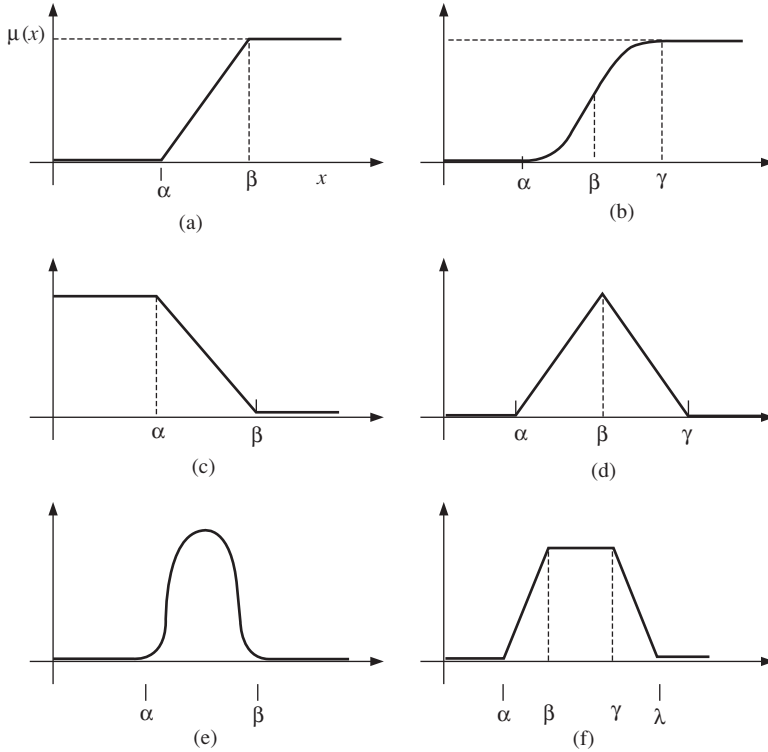 μ(x)
α β x
(a)
α β γ
(b)
α β
(c)
α β γ
(d)
α β
(e)
α β γ λ
(f)